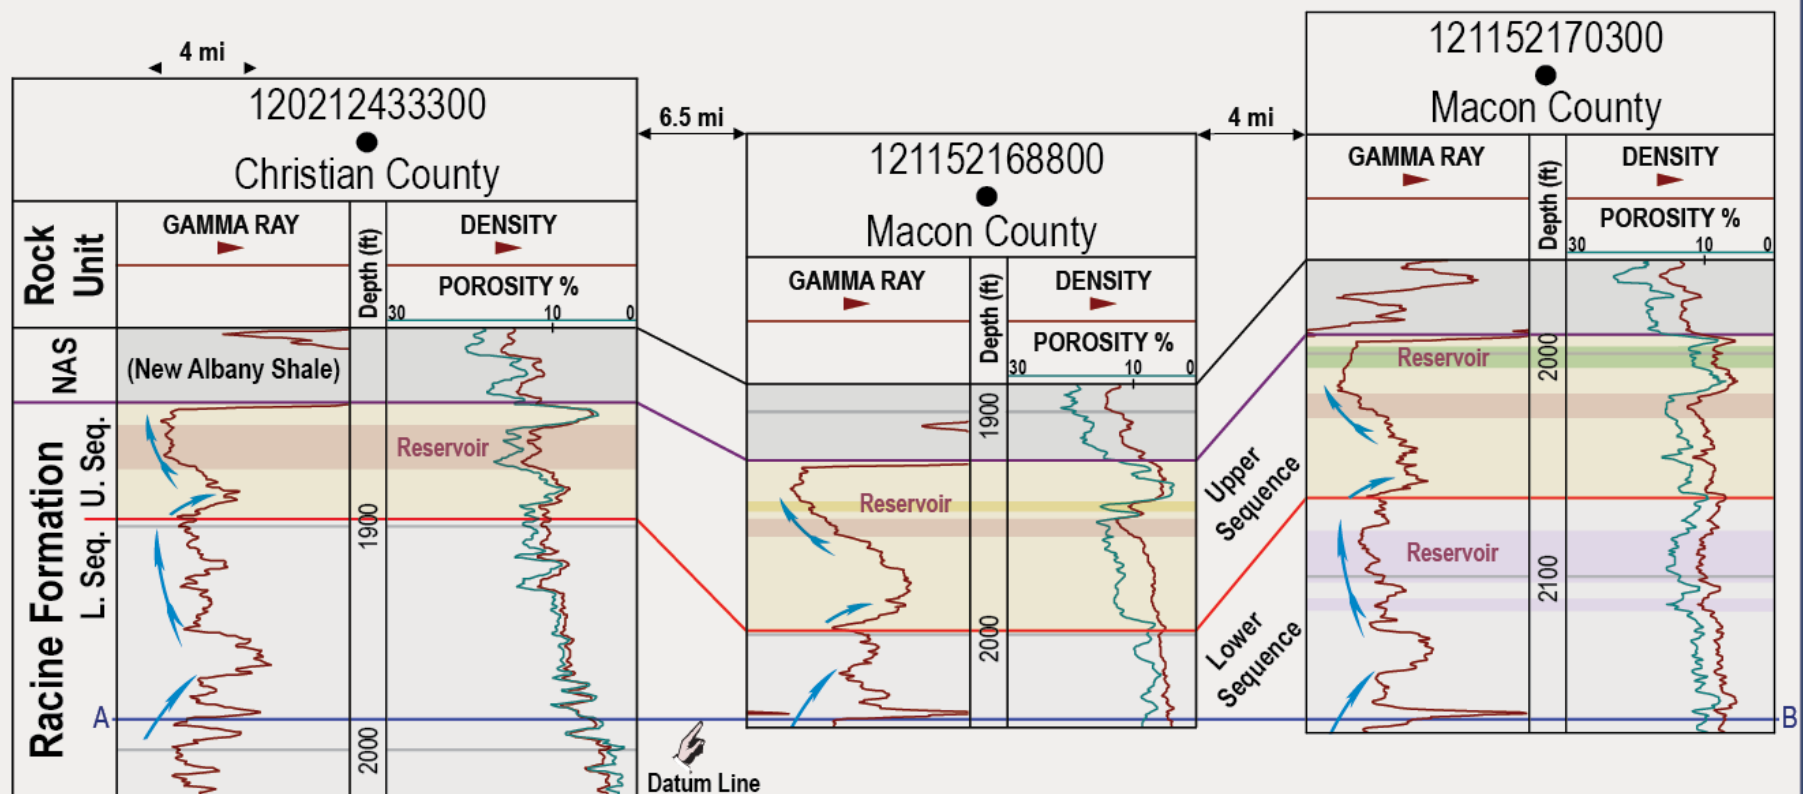 4 mi
120212433300
Christian County
Rock
Unit
GAMMA RAY
Depth (ft)
DENSITY
POROSITY %
30
10
0
NAS
(New Albany Shale)
Racine Formation
U. Seq.
L. Seq.
Reservoir
1900
2000
A
6.5 mi
121152168800
Macon County
GAMMA RAY
Depth (ft)
DENSITY
POROSITY %
30
10
0
1900
Reservoir
2000
Datum Line
4 mi
Upper
Sequence
Lower
Sequence
121152170300
Macon County
GAMMA RAY
Depth (ft)
DENSITY
POROSITY %
30
10
0
Reservoir
2000
Reservoir
2100
B